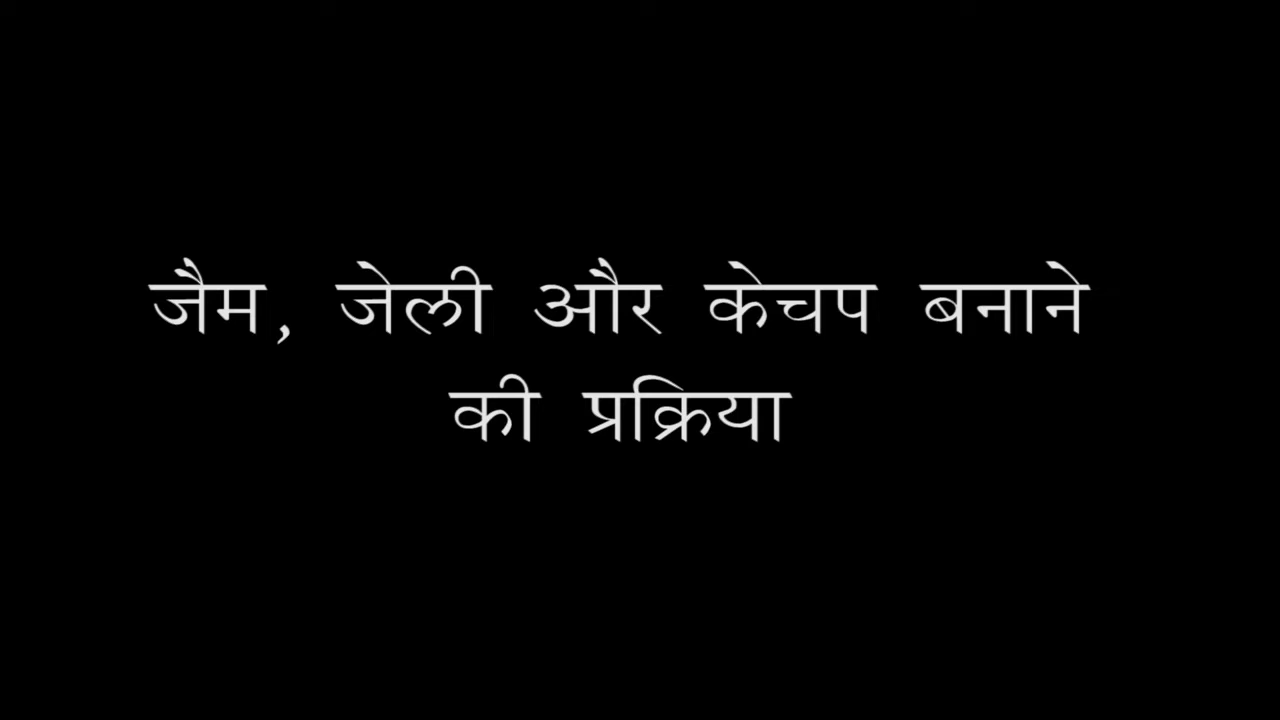 जैम, जेली और केचप बनाने
की प्रक्रिया